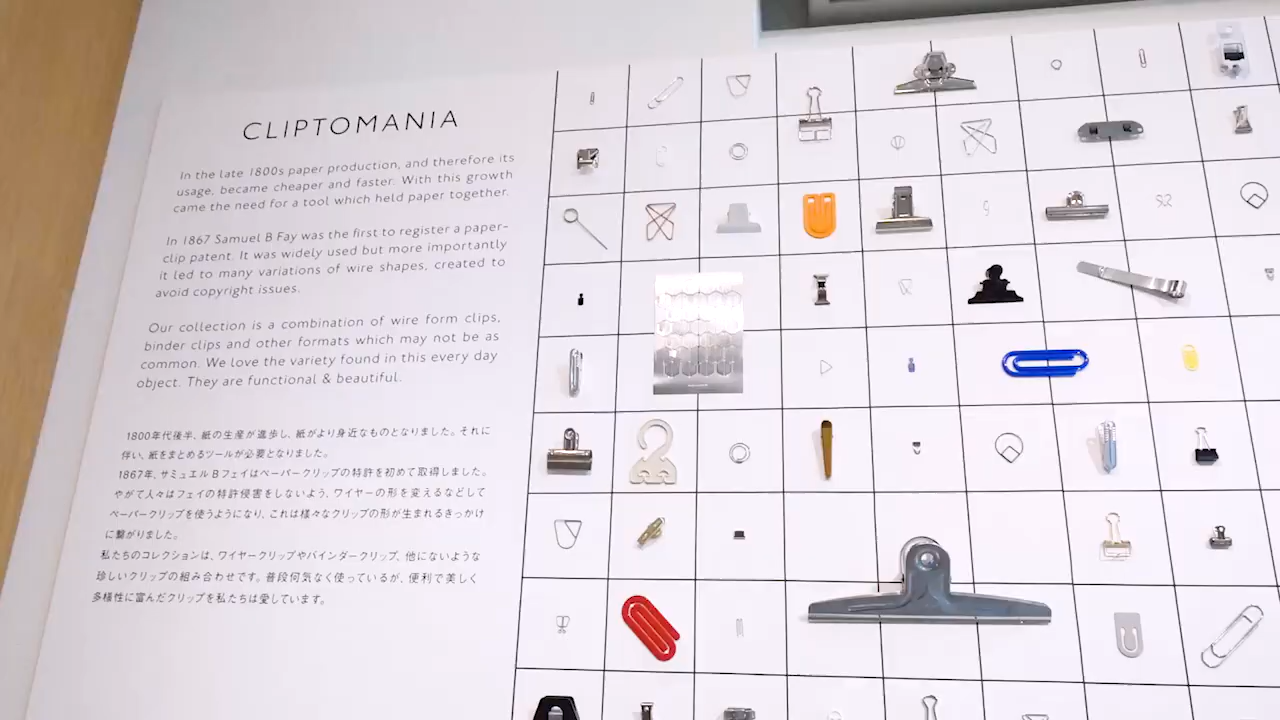 CLIPTOMANIA
In the late 1800s paper production, and therefore its
usage, became cheaper and faster. With this growth
came the need for a tool which held paper together.
In 1867 Samuel B Fay was the first to register a paper-
clip patent. It was widely used but more importantly
it led to many variations of wire shapes, created to
avoid copyright issues.
Our collection is a combination of wire form clips,
binder clips and other formats which may not be as
common. We love the variety found in this every day
object. They are functional & beautiful.
1800年代後半、紙の生産が進歩し、紙がより身近なものとなりました。それに
伴い、紙をまとめるツールが必要となりました。
1867年、サミュエルBフェイはペーパークリップの特許を初めて取得しました。
やがて人々はフェイの特許侵害をしないよう、ワイヤーの形を変えるなどして
ペーパークリップを使うようになり、これは様々なクリップの形が生まれるきっかけ
に繋がりました。
私たちのコレクションは、ワイヤークリップやバインダークリップ、他にないような
珍しいクリップの組み合わせです。普段何気なく使っているが、便利で美しく
多様性に富んだクリップを私たちは愛しています。